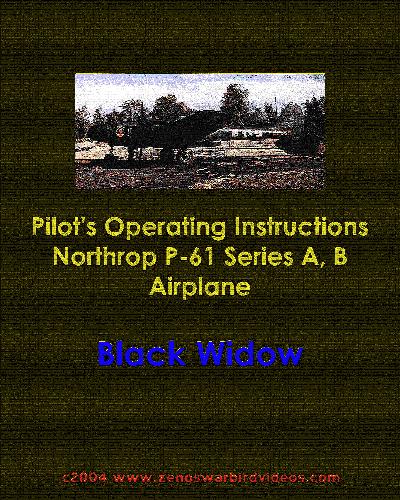 Pilot's Operating Instructions
Northrop P-61 Series A, B
Airplane
Black Widow
c2004 www.zenoswarbirdvideos.com